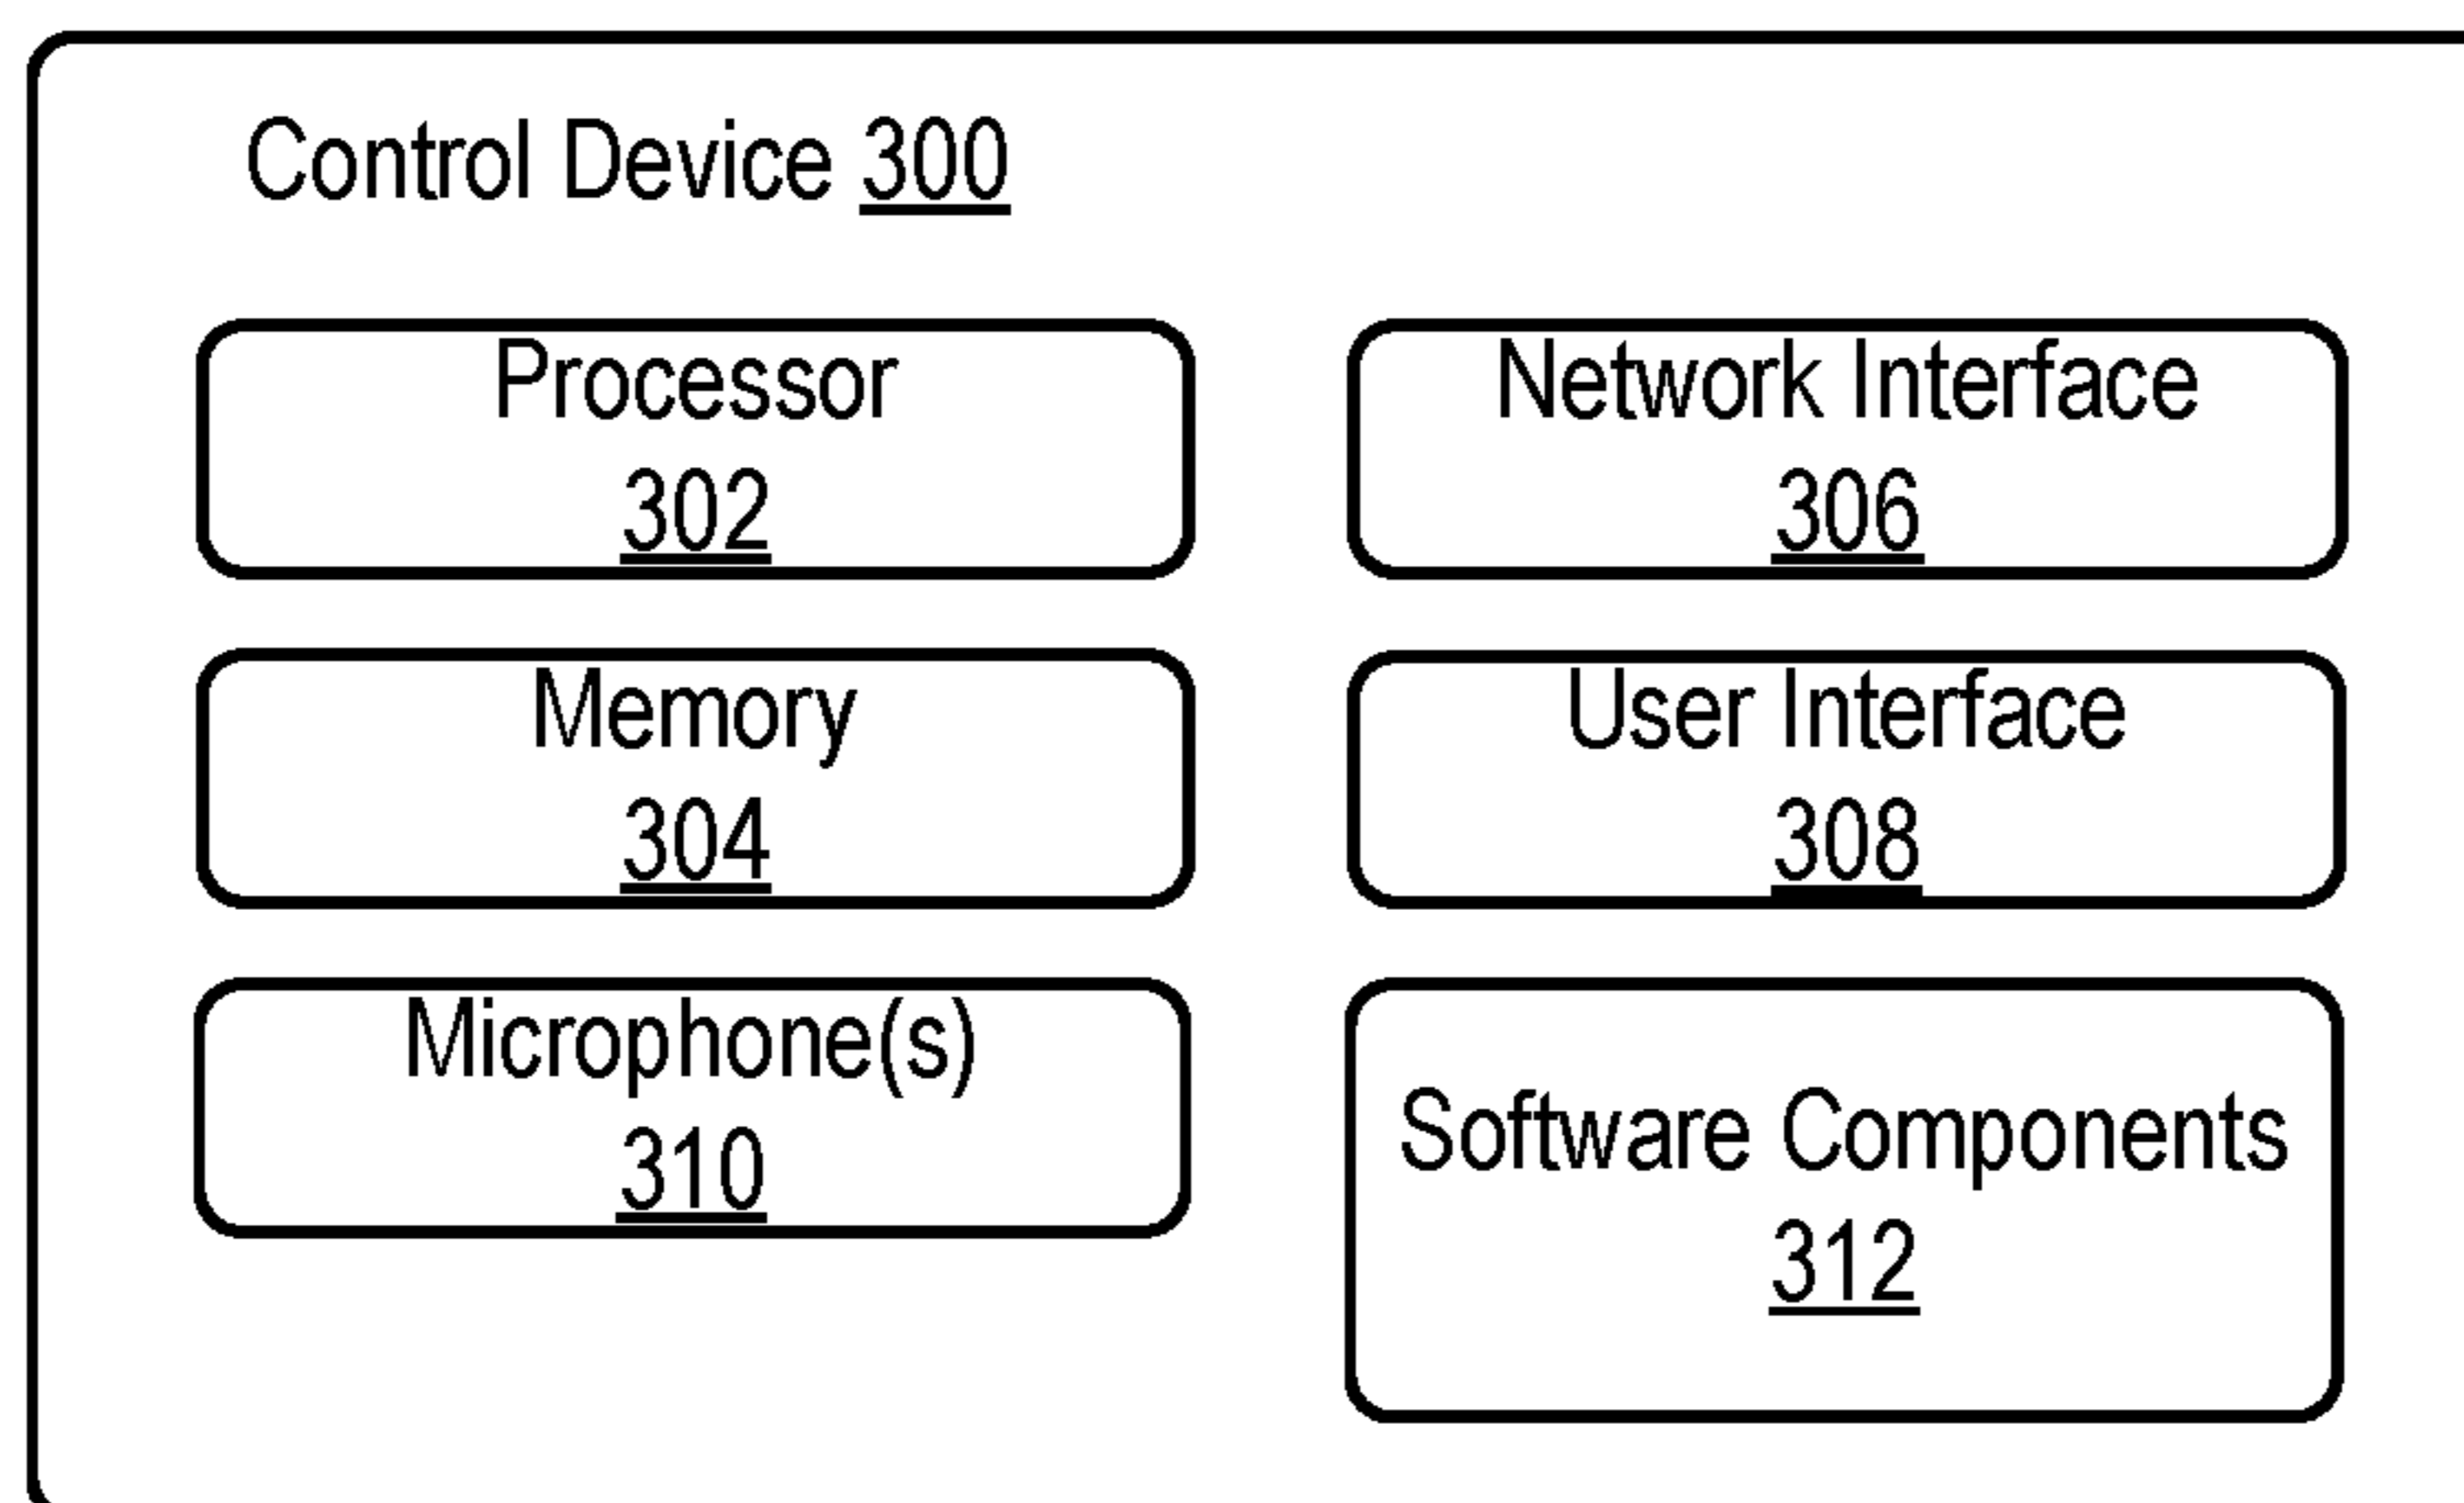 Control Device 300
Processor
302
Network Interface
306
Memory
304
User Interface
308
Microphone(s)
310
Software Components
312